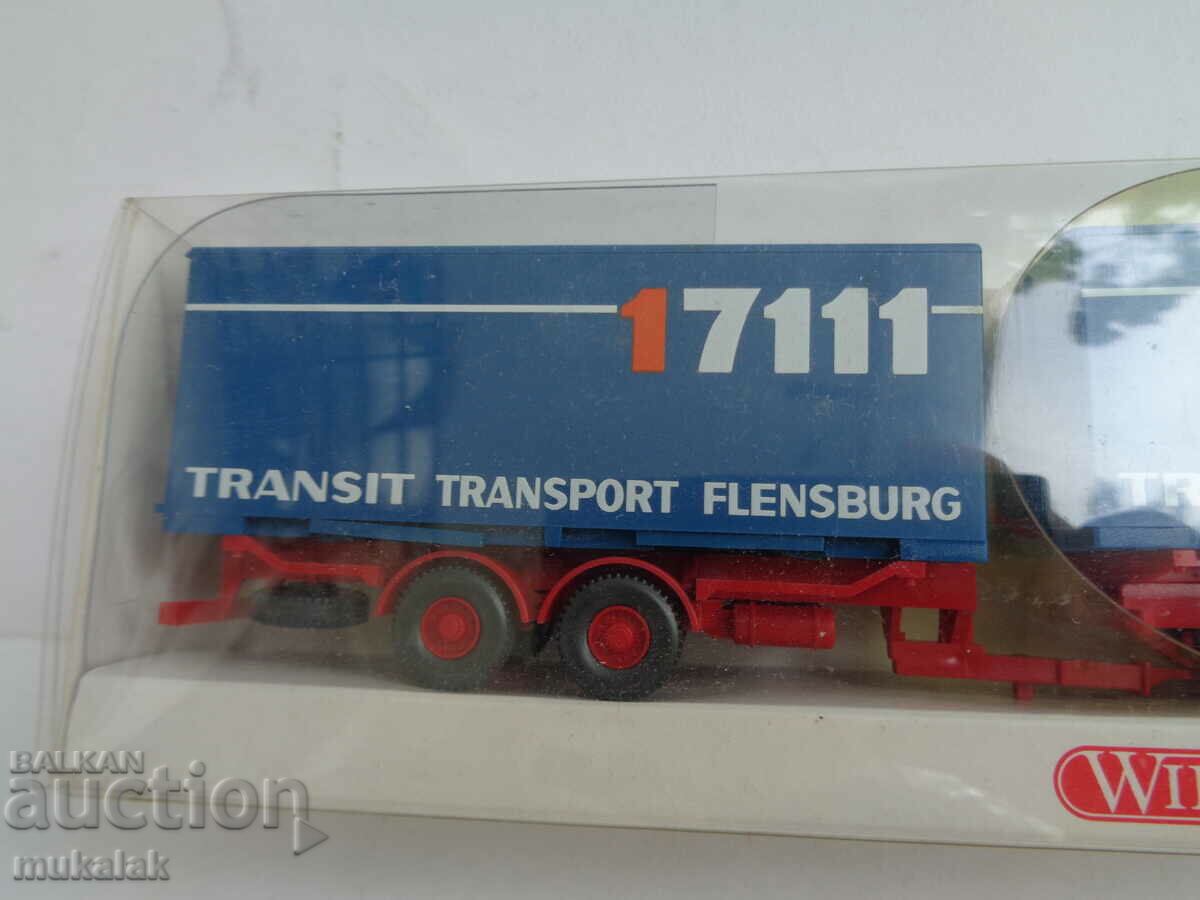 17111
TRANSIT TRANSPORT FLENSBURG
BALKAN
auction
mukalak